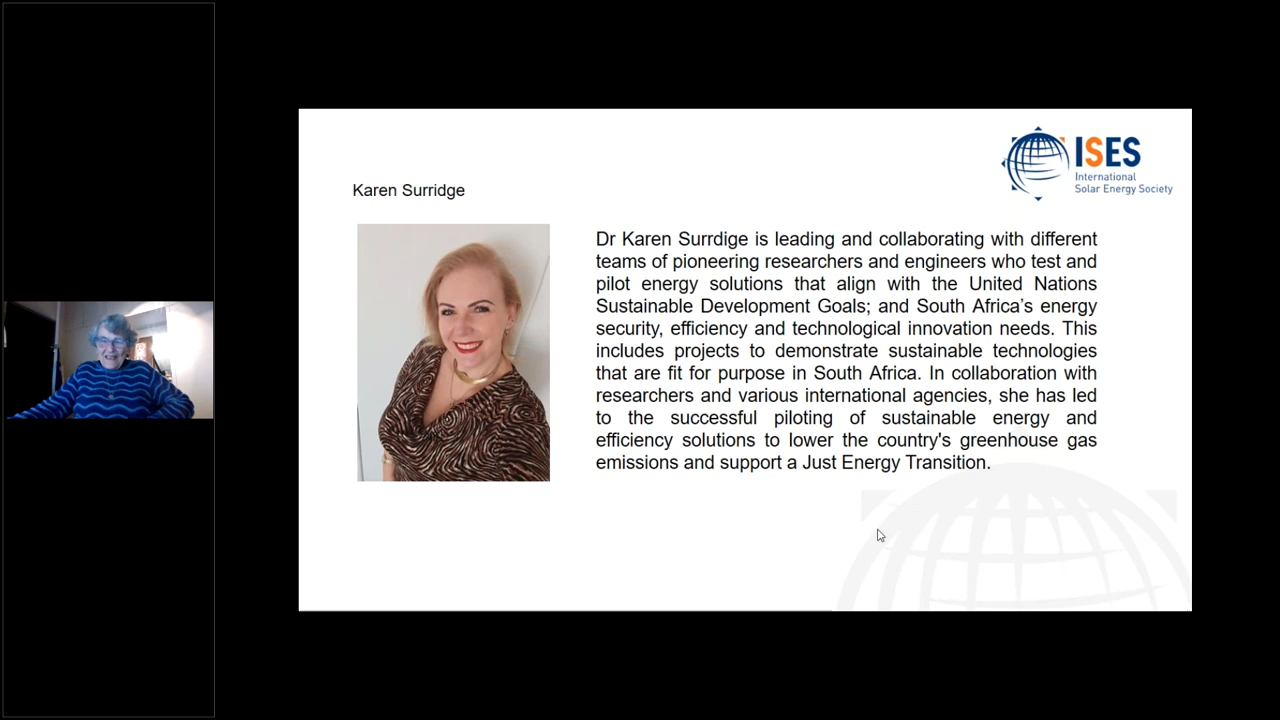 ISES
International
Solar Energy Society
Karen Surridge
Dr Karen Surrdige is leading and collaborating with different
teams of pioneering researchers and engineers who test and
pilot energy solutions that align with the United Nations
Sustainable Development Goals; and South Africa's energy
security, efficiency and technological innovation needs. This
includes projects to demonstrate sustainable technologies
that are fit for purpose in South Africa. In collaboration with
researchers and various international agencies, she has led
to the successful piloting of sustainable energy and
efficiency solutions to lower the country's greenhouse gas
emissions and support a Just Energy Transition.